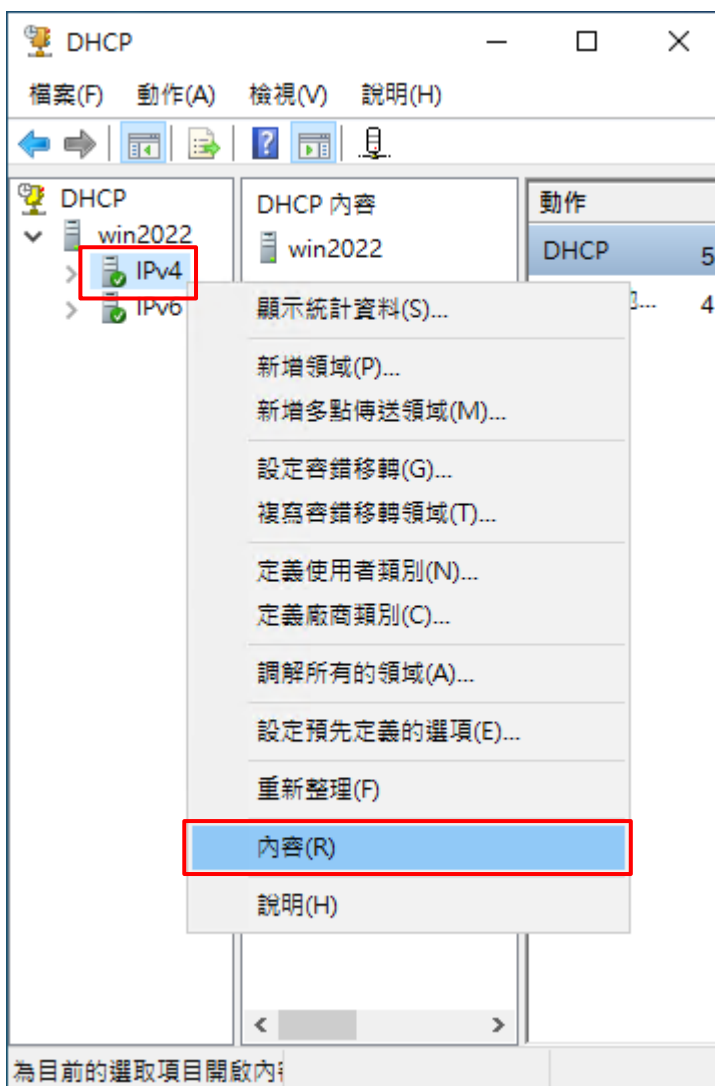 DHCP
檔案(F) 動作(A) 檢視(V) 說明(H)
DHCP
win2022
IPv4
IPv6
DHCP 內容
win2022
動作
DHCP 5
... 4
顯示統計資料(S)...
新增領域(P)...
新增多點傳送領域(M)...
設定容錯移轉(G)...
複寫容錯移轉領域(T)...
定義使用者類別(N)...
定義廠商類別(C)...
調解所有的領域(A)...
設定預先定義的選項(E)...
重新整理(F)
內容(R)
說明(H)
為目前的選取項目開啟內